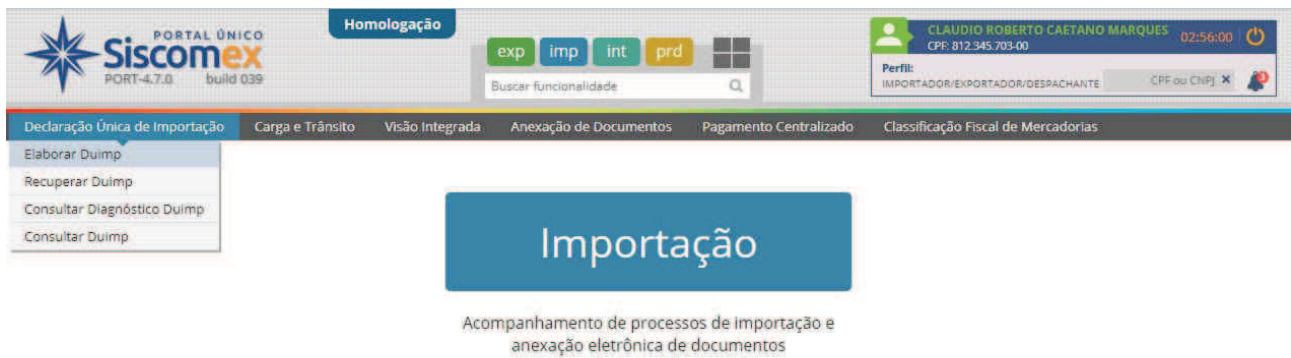 PORTAL ÚNICO
Siscomex
PORT-4.7.0 build 039
Homologação
exp imp int prd
Buscar funcionalidade
CLAUDIO ROBERTO CAETANO MARQUES
CPF: 812.345.703-00
02:56:00
Perfil:
IMPORTADOR/EXPORTADOR/DESPACHANTE
CPF ou CNPJ ×
Declaração Única de Importação Carga e Trânsito Visão Integrada Anexação de Documentos Pagamento Centralizado Classificação Fiscal de Mercadorias
Elaborar Duimp
Recuperar Duimp
Consultar Diagnóstico Duimp
Consultar Duimp
Importação
Acompanhamento de processos de importação e
anexação eletrônica de documentos